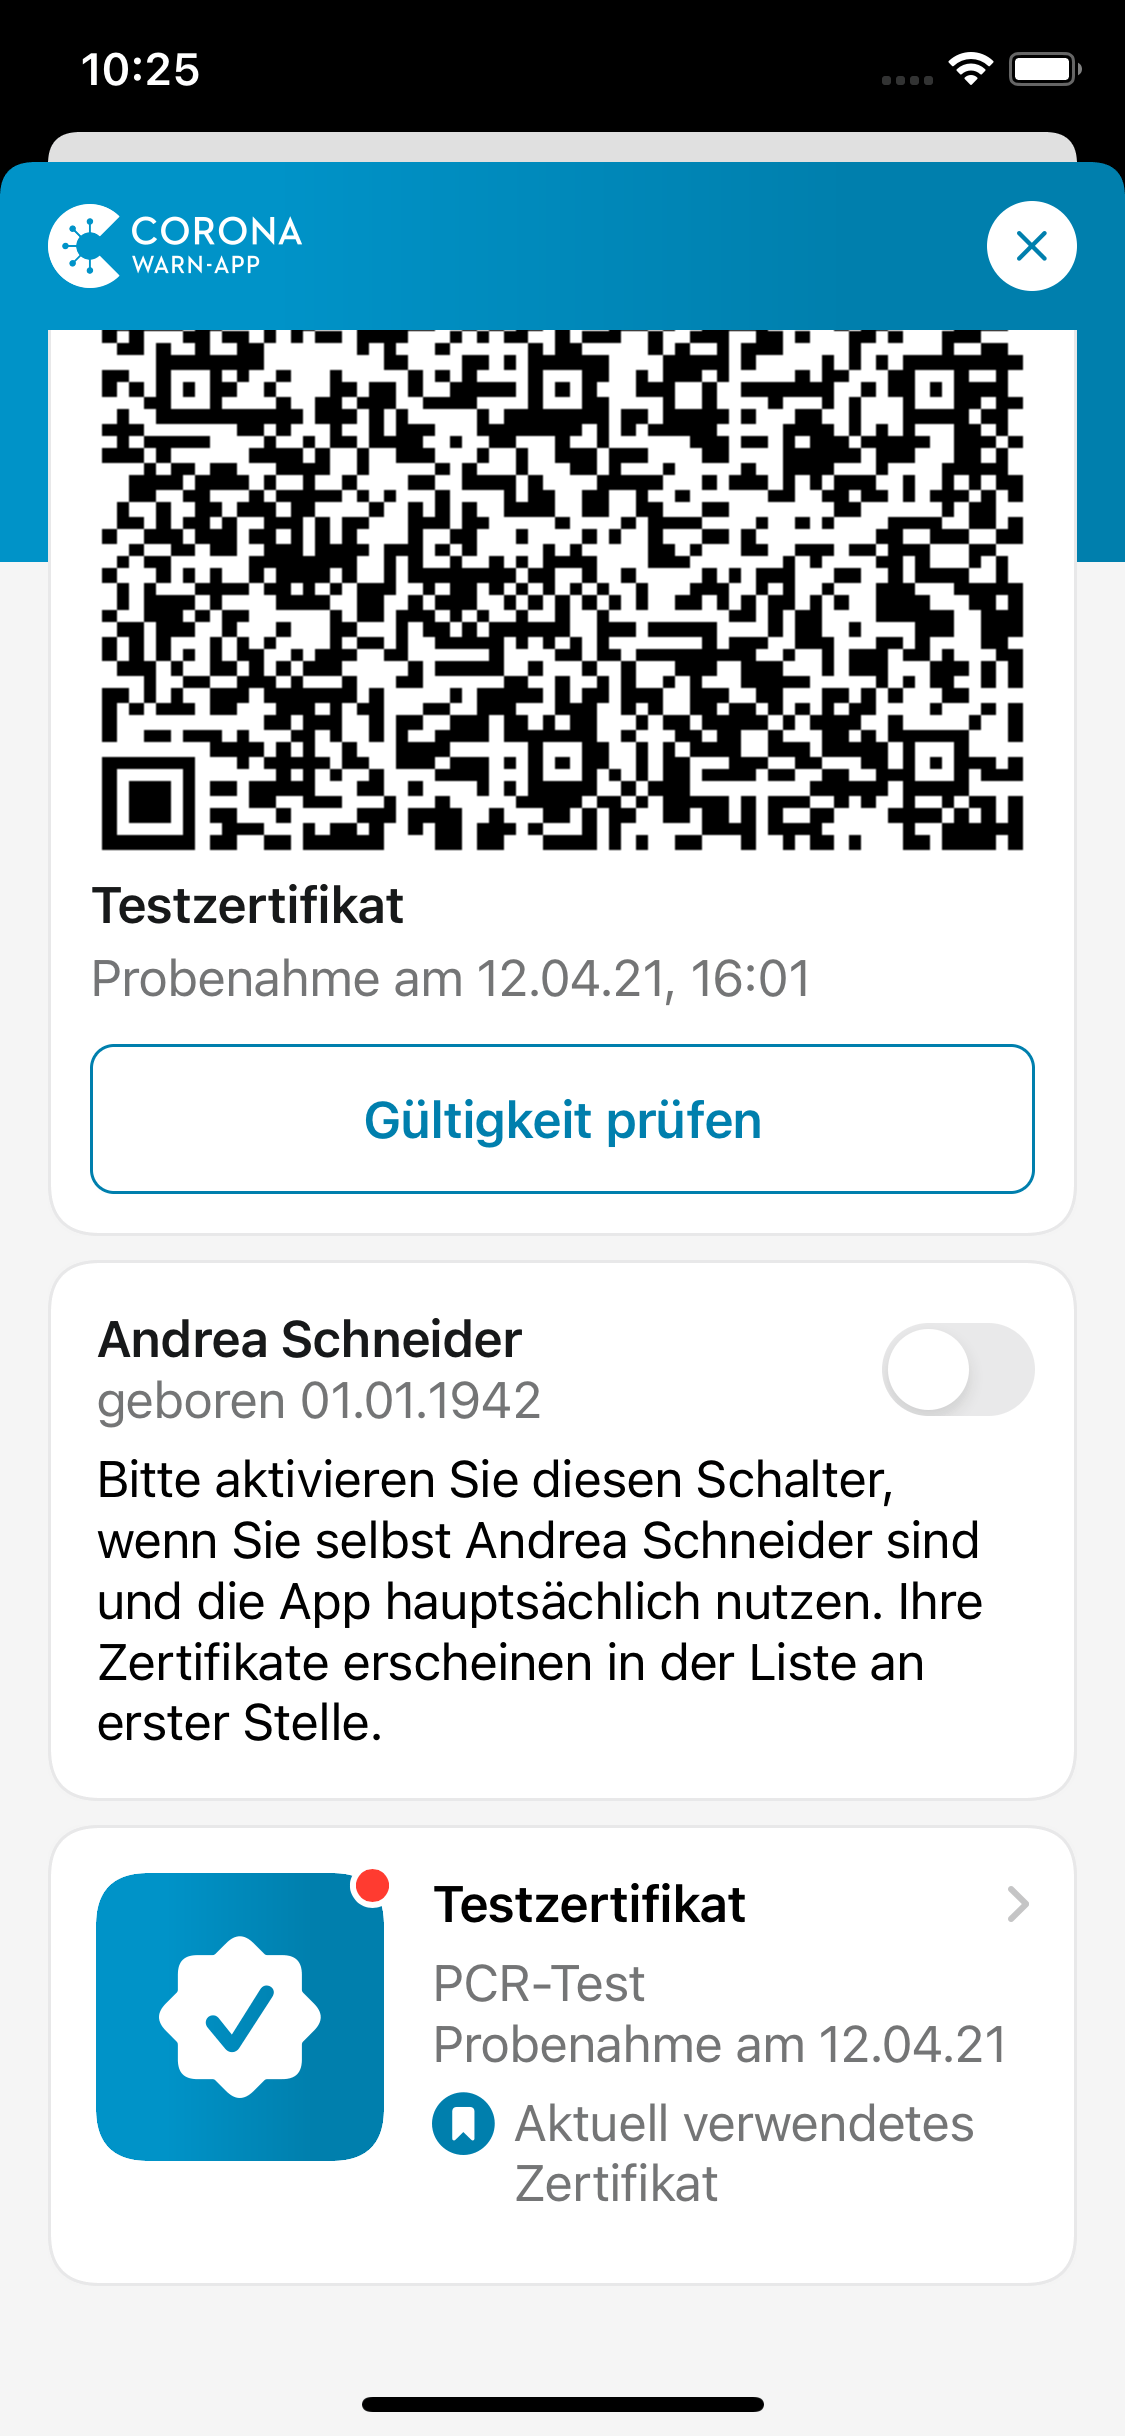 10:25
CORONA
WARN-APP
Testzertifikat
Probenahme am 12.04.21, 16:01
Gültigkeit prüfen
Andrea Schneider
geboren 01.01.1942
Bitte aktivieren Sie diesen Schalter,
wenn Sie selbst Andrea Schneider sind
und die App hauptsächlich nutzen. Ihre
Zertifikate erscheinen in der Liste an
erster Stelle.
Testzertifikat
PCR-Test
Probenahme am 12.04.21
Aktuell verwendetes
Zertifikat